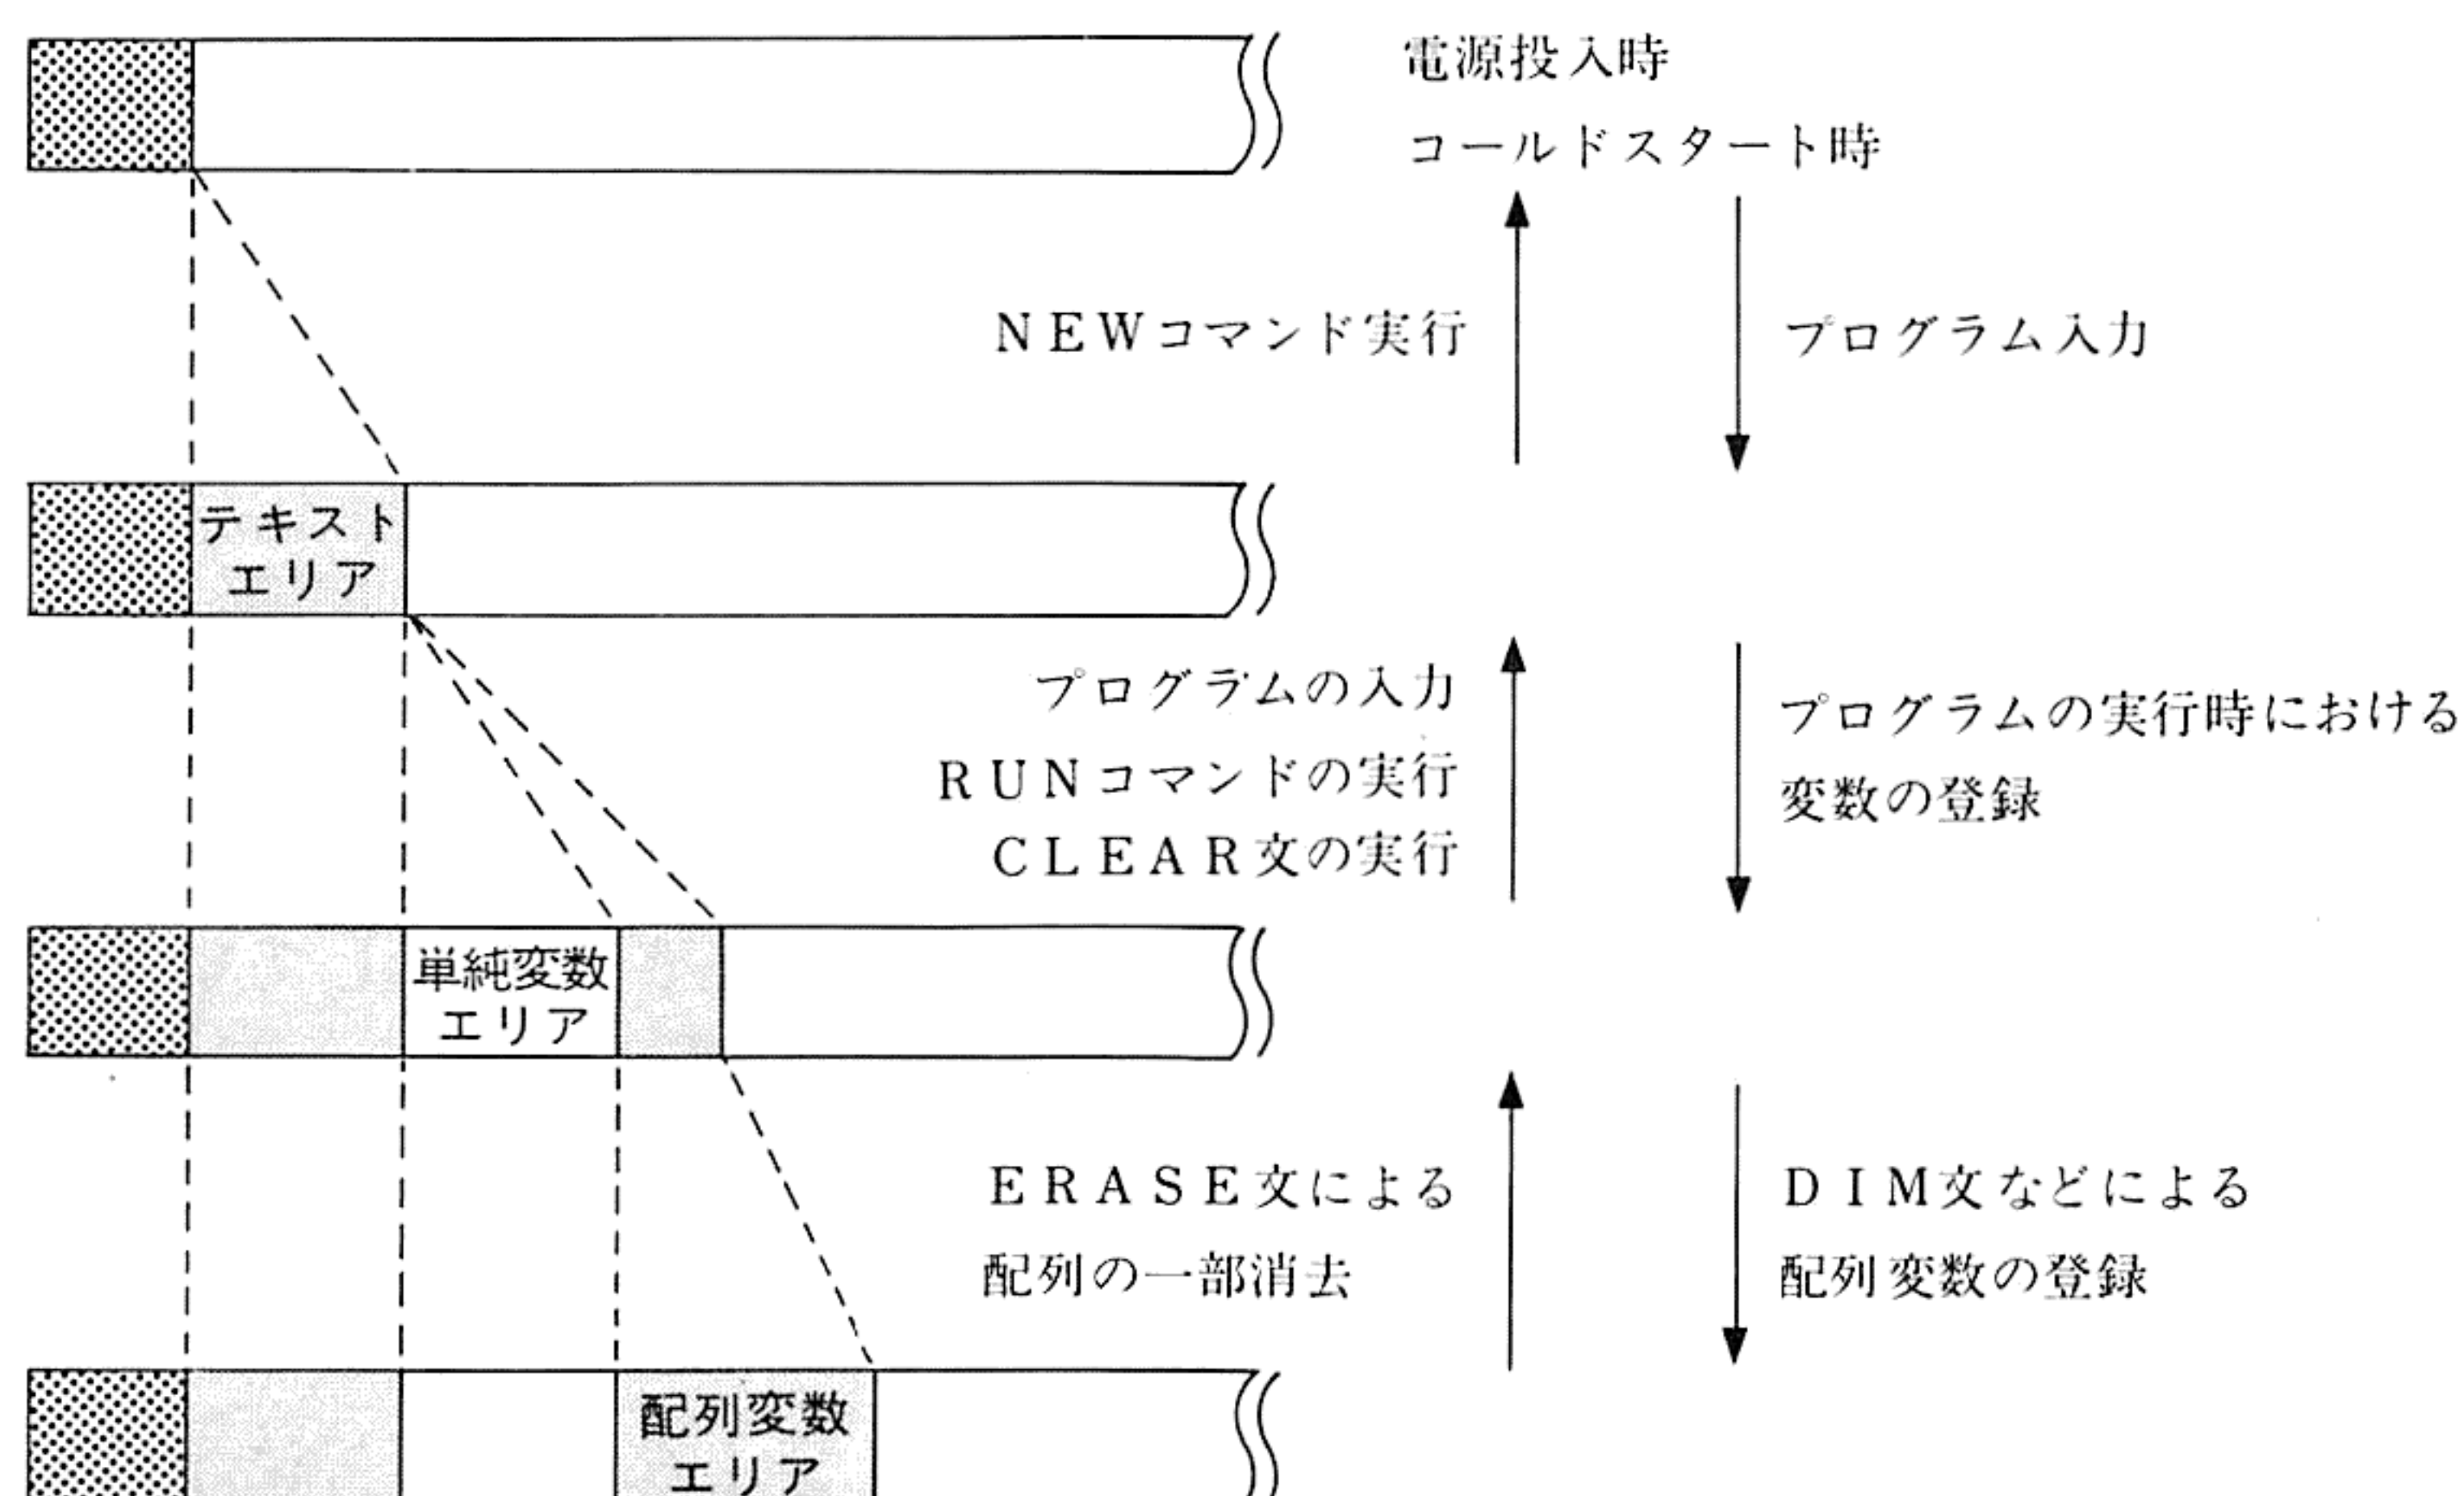 電源投入時
コールドスタート時
NEWコマンド実行
プログラム入力
テキスト
エリア
プログラムの入力
RUNコマンドの実行
CLEAR文の実行
プログラムの実行時における
変数の登録
単純変数
エリア
ERASE文による
配列の一部消去
DIM文などによる
配列変数の登録
配列変数
エリア